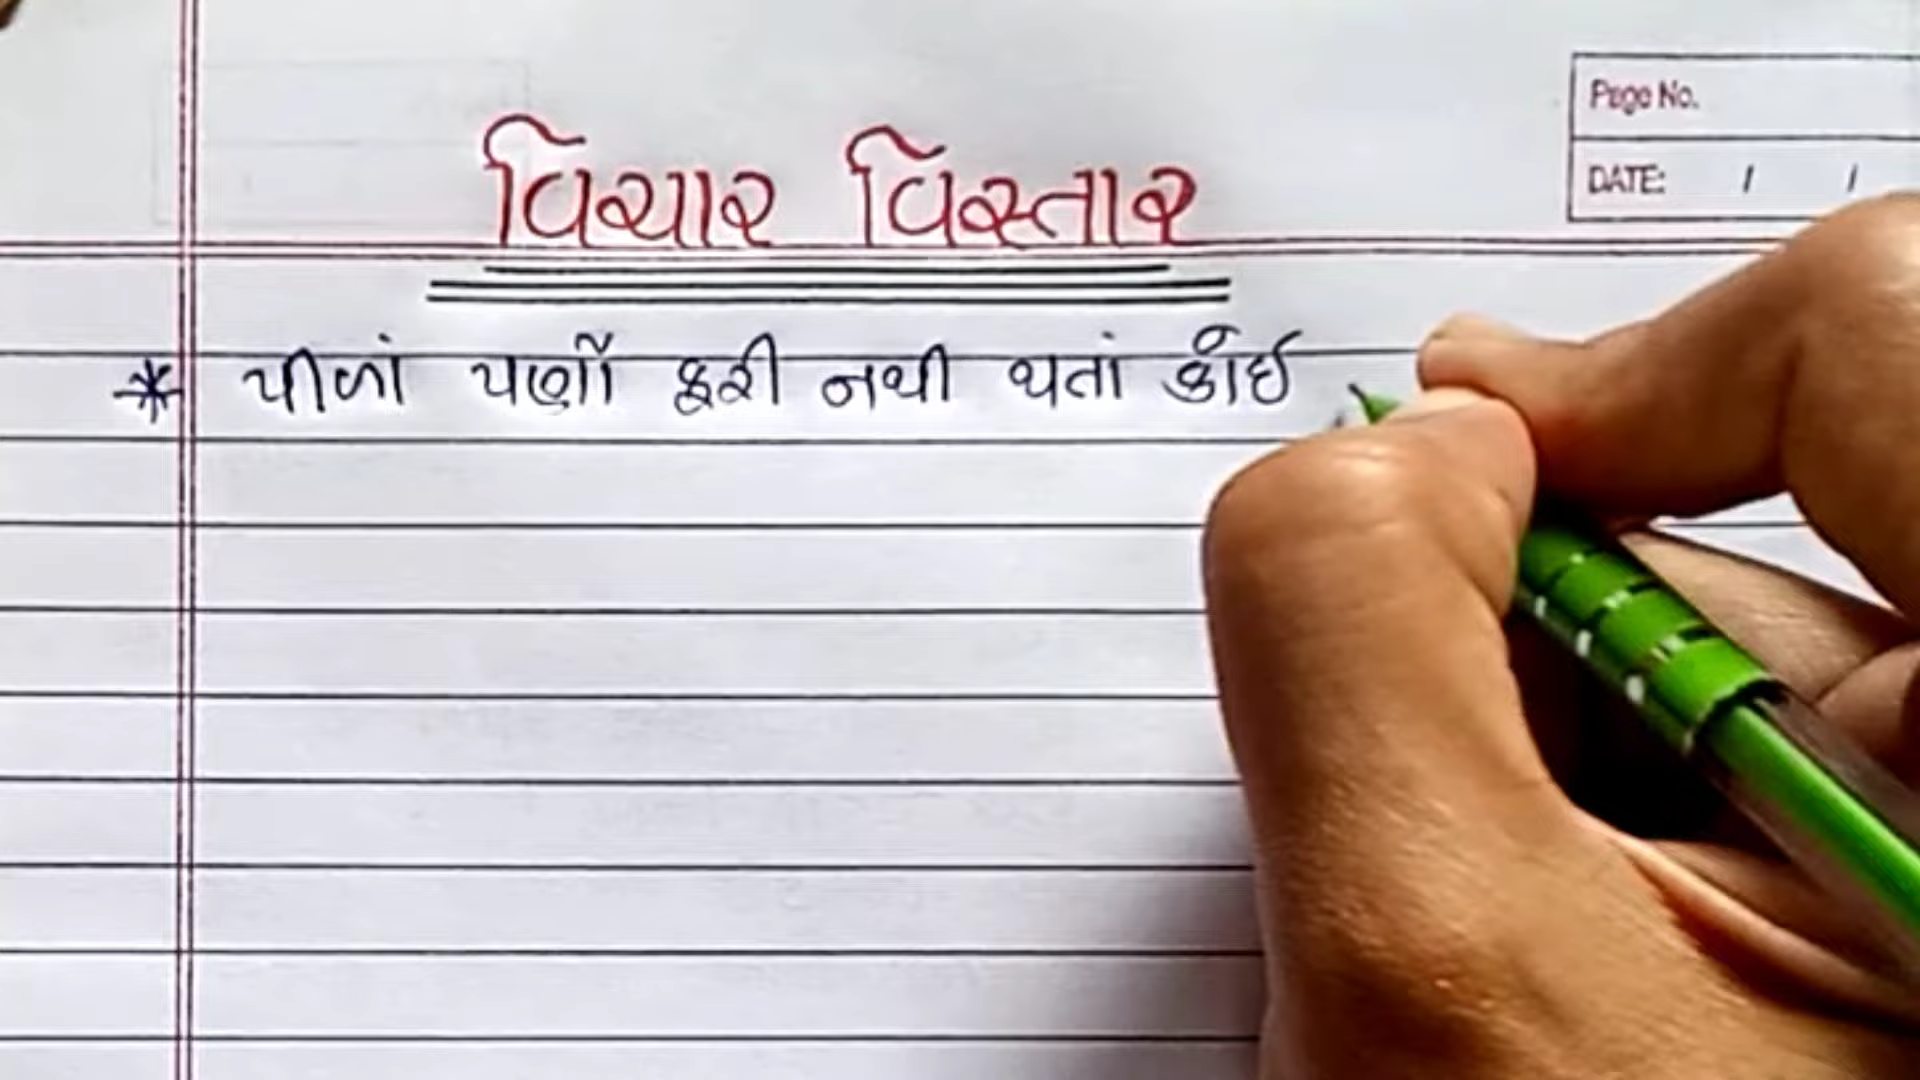 વિચાર વિસ્તાર
Page No.
DATE: / /
* પીળાં પર્ણો ફરી નથી થતાં કૉઈ